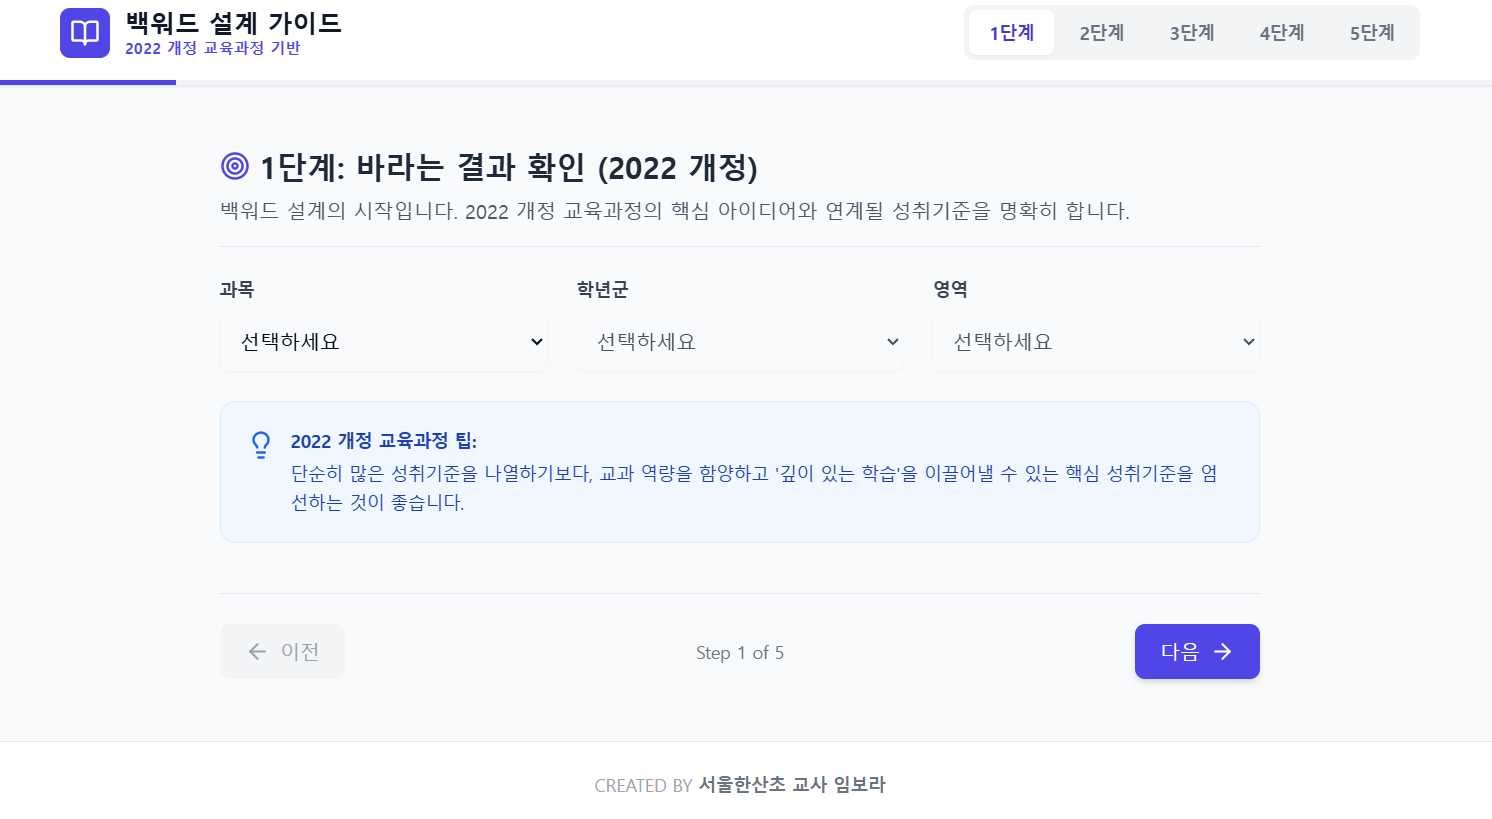 백워드 설계 가이드
2022 개정 교육과정 기반
1단계
2단계
3단계
4단계
5단계
1단계: 바라는 결과 확인 (2022 개정)
백워드 설계의 시작입니다. 2022 개정 교육과정의 핵심 아이디어와 연계될 성취기준을 명확히 합니다.
과목
학년군
영역
선택하세요
선택하세요
선택하세요
2022 개정 교육과정 팁:
단순히 많은 성취기준을 나열하기보다, 교과 역량을 함양하고 '깊이 있는 학습'을 이끌어낼 수 있는 핵심 성취기준을 엄
선하는 것이 좋습니다.
이전
Step 1 of 5
다음
CREATED BY 서울한산초 교사 임보라